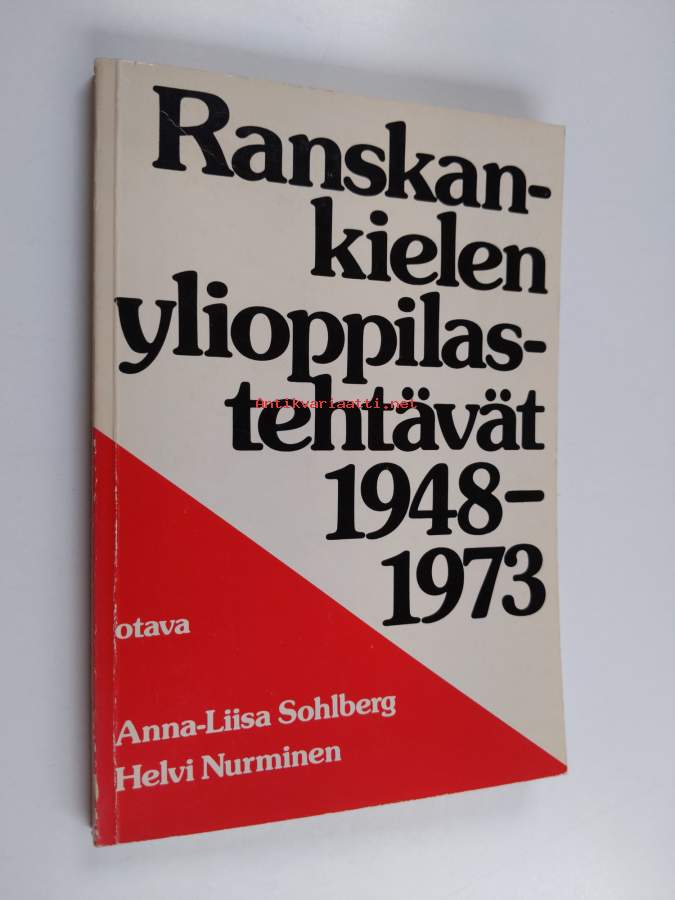 Ranskan-
kielen
ylioppilas-
Antikvariaatti.net
tehtävät
1948–
1973
otava
Anna-Liisa Sohlberg
Helvi Nurminen